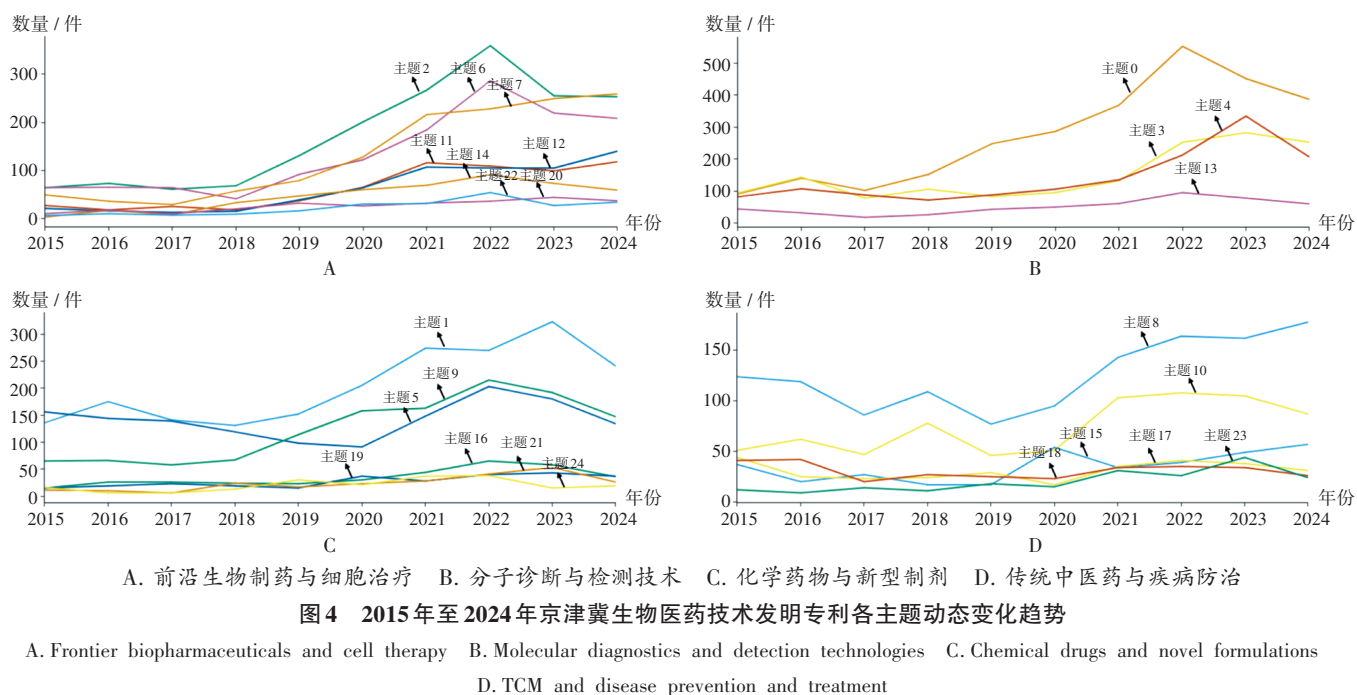 数量 / 件
300
200
100
0
主题2
主题6
主题7
主题11
主题12
主题14
主题22
主题20
2015 2016 2017 2018 2019 2020 2021 2022 2023 2024
年份
A
数量 / 件
500
400
300
200
100
0
主题0
主题4
主题3
主题13
2015 2016 2017 2018 2019 2020 2021 2022 2023 2024
年份
B
数量 / 件
300
250
200
150
100
50
0
主题1
主题9
主题5
主题16
主题21
主题19
主题24
2015 2016 2017 2018 2019 2020 2021 2022 2023 2024
年份
C
数量 / 件
150
100
50
0
主题8
主题10
主题15
主题17
主题23
主题18
2015 2016 2017 2018 2019 2020 2021 2022 2023 2024
年份
D
A. 前沿生物制药与细胞治疗 B. 分子诊断与检测技术 C. 化学药物与新型制剂 D. 传统中医药与疾病防治
图4 2015年至2024年京津冀生物医药技术发明专利各主题动态变化趋势
A. Frontier biopharmaceuticals and cell therapy B. Molecular diagnostics and detection technologies C. Chemical drugs and novel formulations
D. TCM and disease prevention and treatment